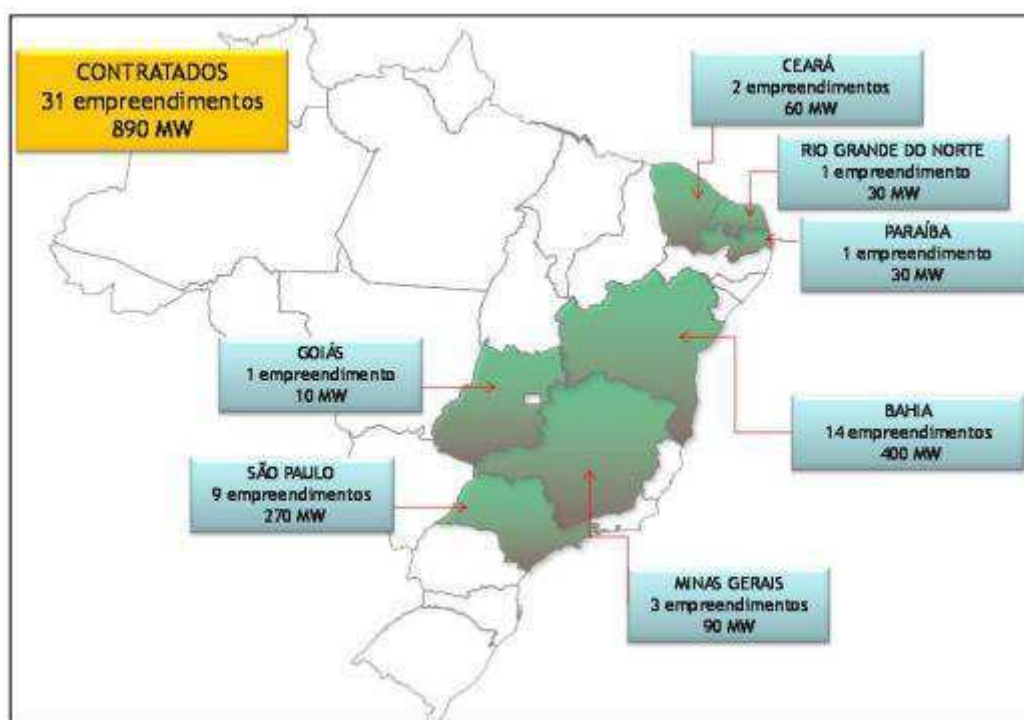 CONTRATADOS
31 empreendimentos
890 MW
CEARÁ
2 empreendimentos
60 MW
RIO GRANDE DO NORTE
1 empreendimento
30 MW
PARAÍBA
1 empreendimento
30 MW
GOIÁS
1 empreendimento
10 MW
BAHIA
14 empreendimentos
400 MW
SÃO PAULO
9 empreendimentos
270 MW
MINAS GERAIS
3 empreendimentos
90 MW